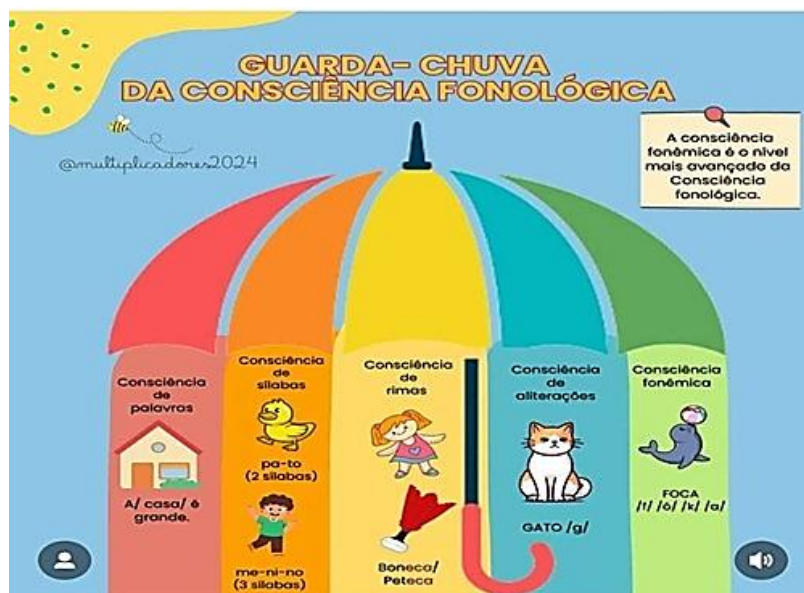 GUARDA- CHUVA
DA CONSCIÊNCIA FONOLÓGICA
@multiplicadores2024
A consciência
fonêmica é o nível
mais avançado da
Consciência
fonológica.
Consciência
de
palavras
A/ casa/ é
grande.
Consciência
de
sílabas
pa-to
(2 sílabas)
me-ni-no
(3 sílabas)
Consciência
de
rimas
Boneca/
Peteca
Consciência
de
aliterações
GATO /g/
Consciência
fonêmica
FOCA
/f/ /ó/ /k/ /a/